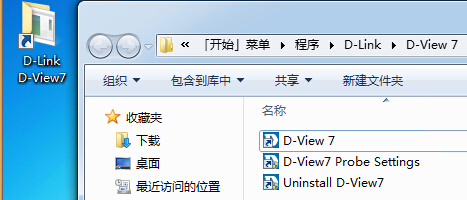 D-Link
D-View7
« 「开始」菜单 ▸ 程序 ▸ D-Link ▸ D-View 7
组织 包含到库中 共享 新建文件夹
收藏夹
下载
桌面
最近访问的位置
名称
D-View 7
D-View7 Probe Settings
Uninstall D-View7